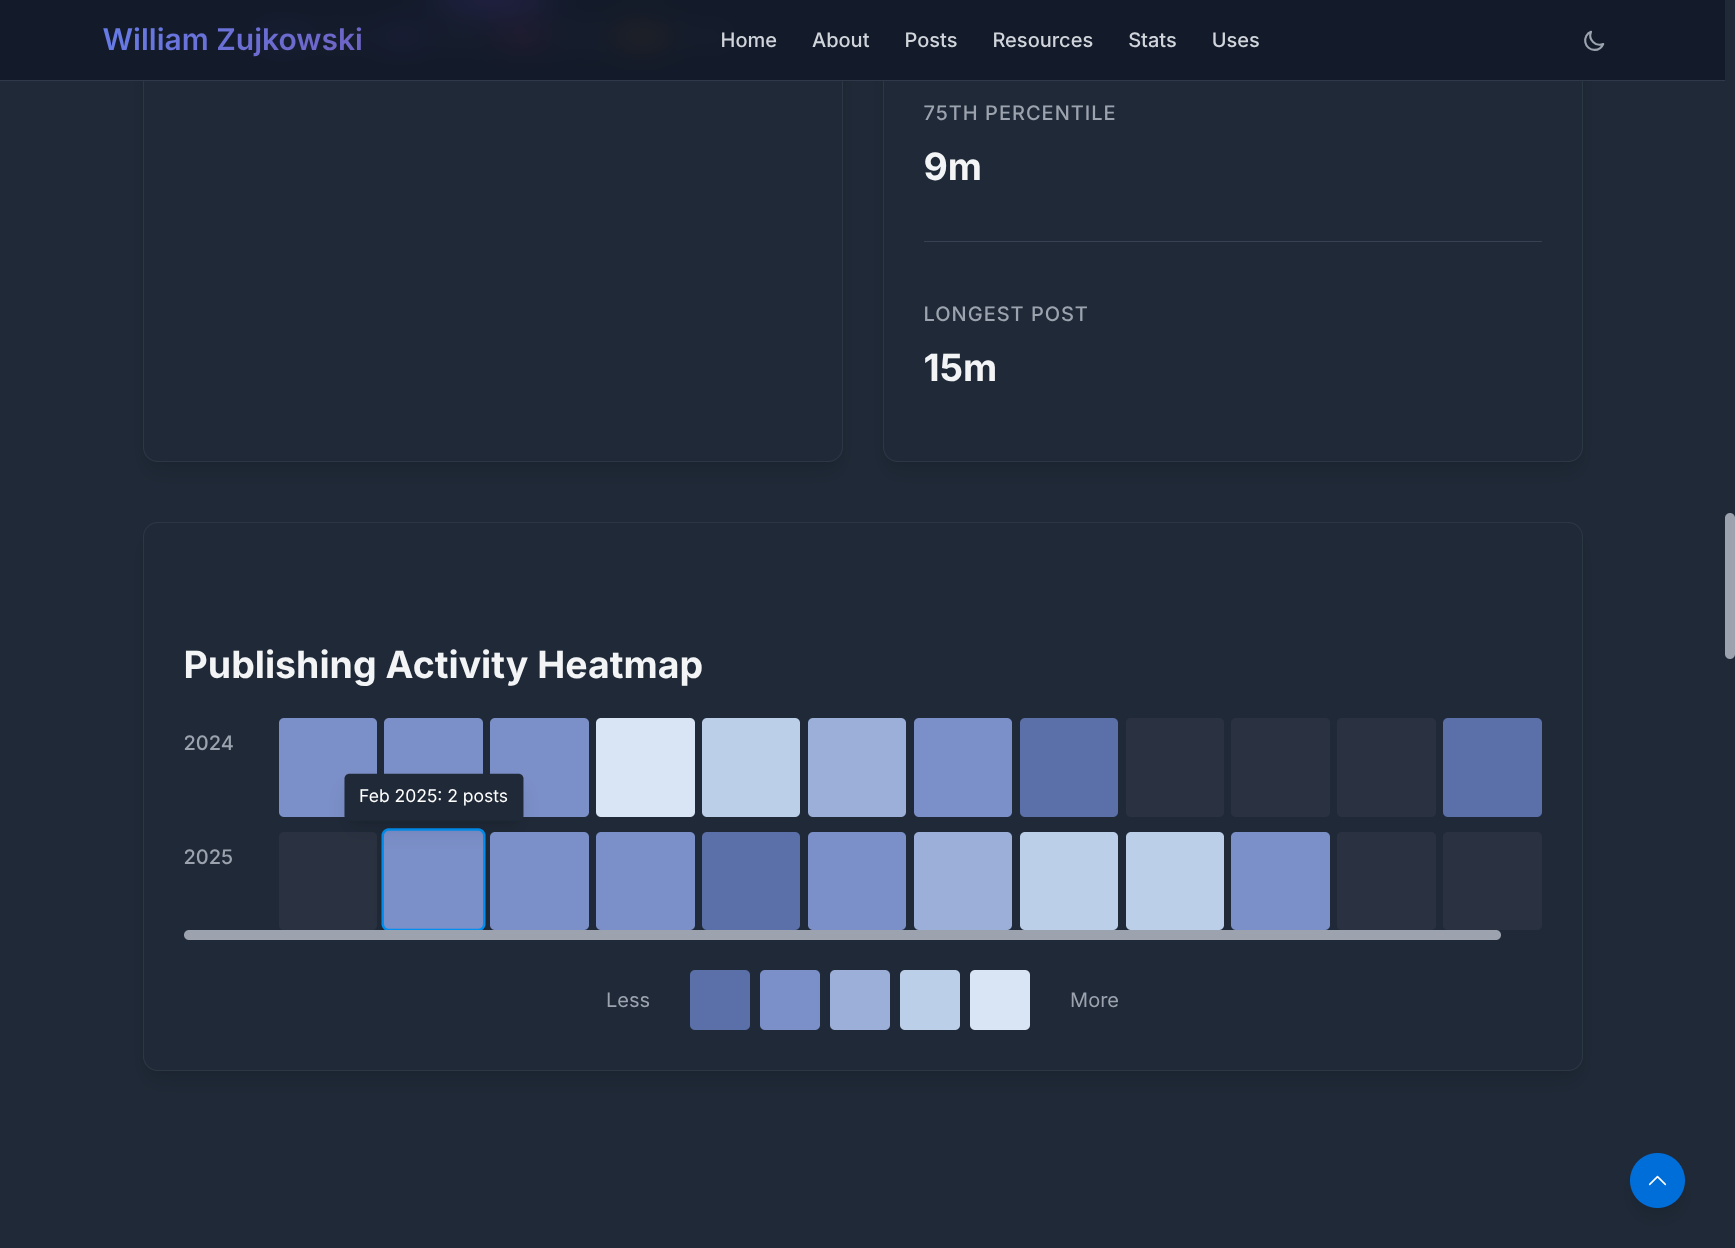 William Zujkowski
Home About Posts Resources Stats Uses
75TH PERCENTILE
9m
LONGEST POST
15m
Publishing Activity Heatmap
2024
Feb 2025: 2 posts
2025
Less More